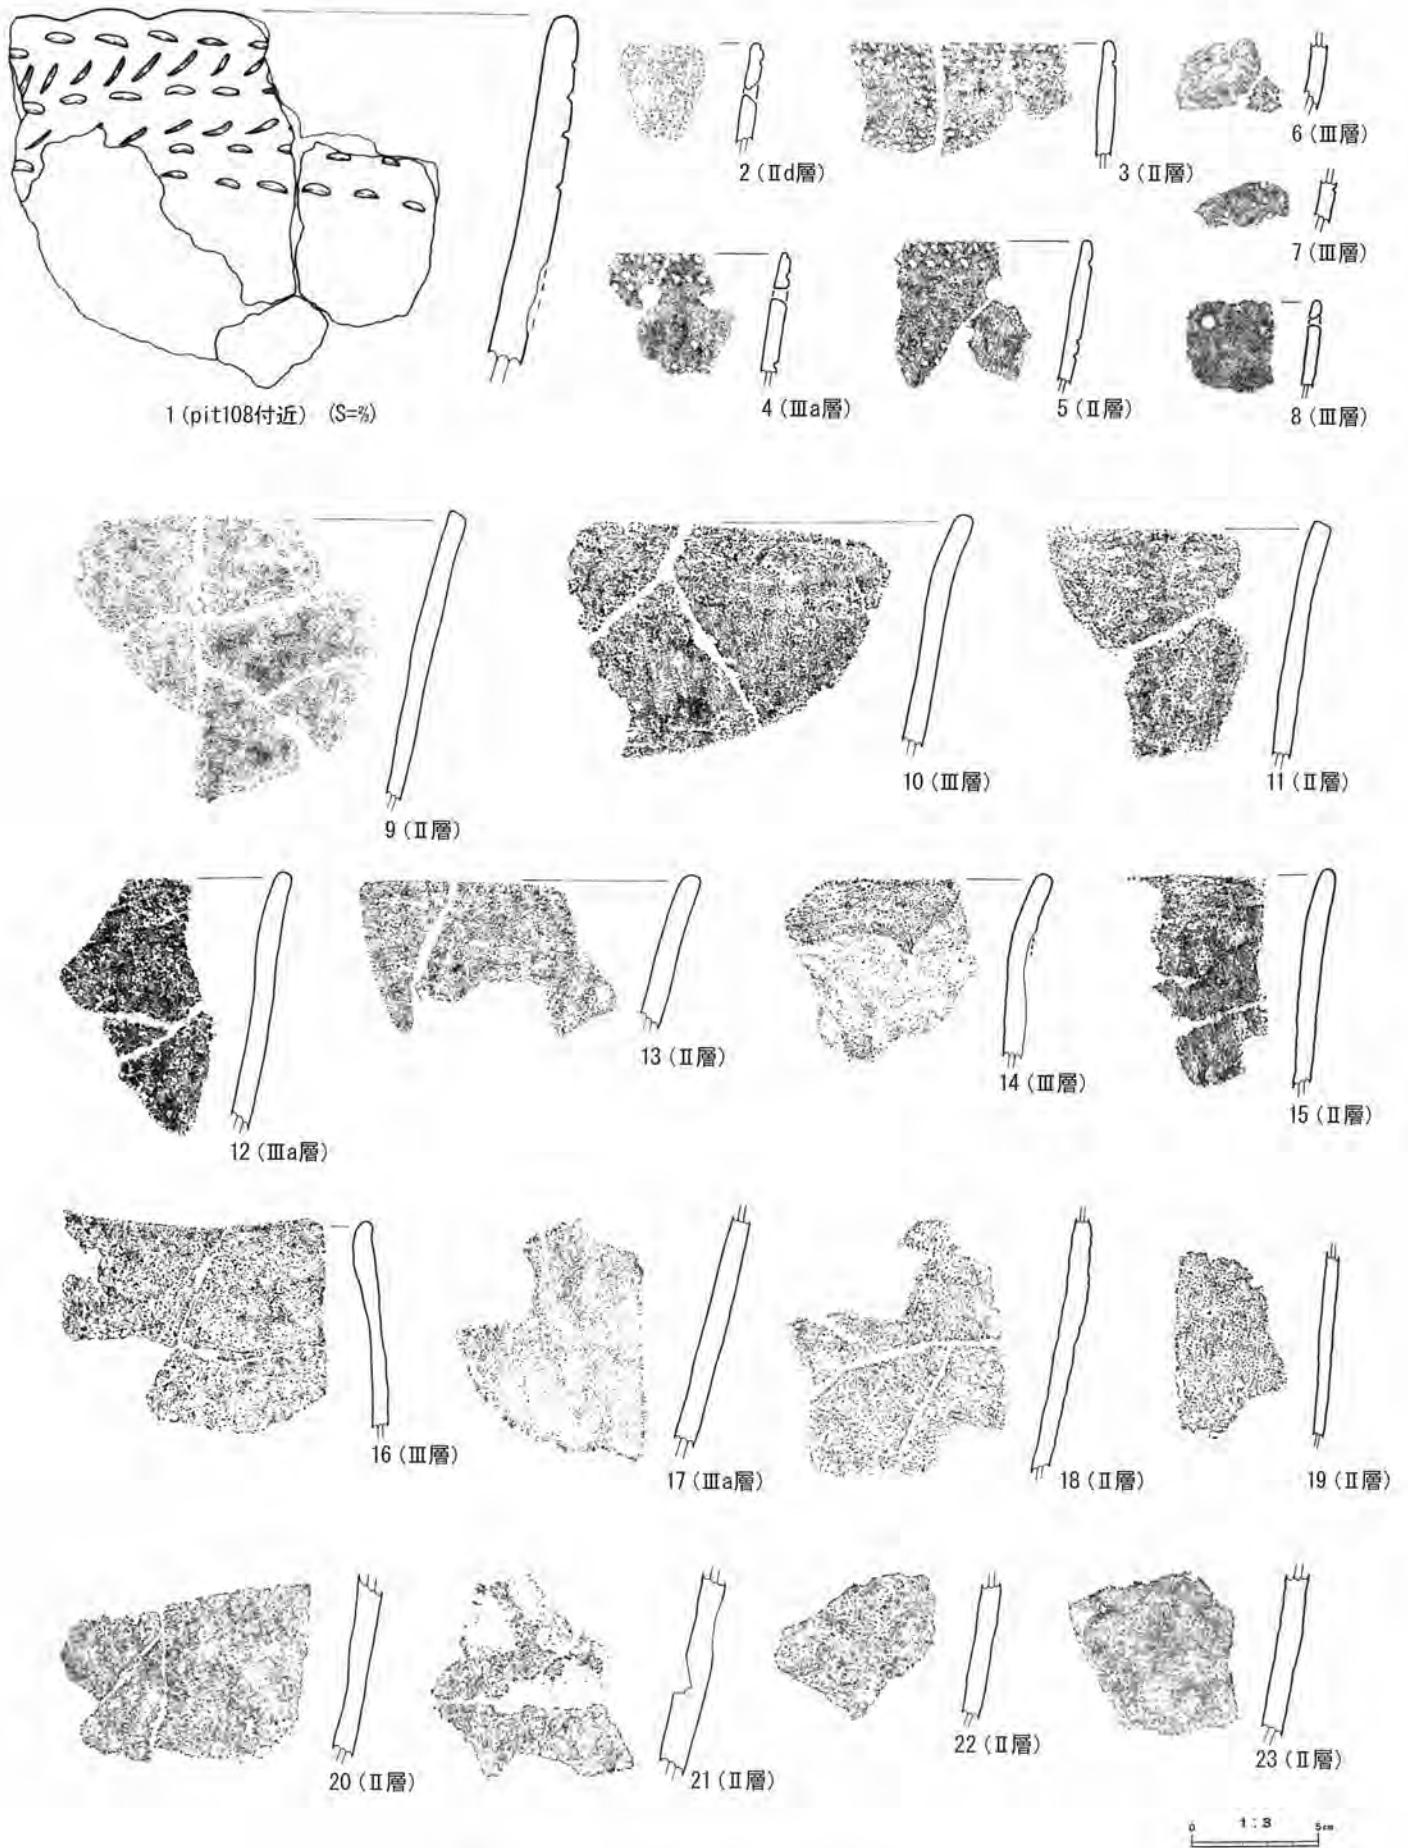 1 (pit108付近) (S=⅔)
2 (Ⅱd層)
3 (Ⅱ層)
6 (Ⅲ層)
7 (Ⅲ層)
4 (Ⅲa層)
5 (Ⅱ層)
8 (Ⅲ層)
9 (Ⅱ層)
10 (Ⅲ層)
11 (Ⅱ層)
12 (Ⅲa層)
13 (Ⅱ層)
14 (Ⅲ層)
15 (Ⅱ層)
16 (Ⅲ層)
17 (Ⅲa層)
18 (Ⅱ層)
19 (Ⅱ層)
20 (Ⅱ層)
21 (Ⅱ層)
22 (Ⅱ層)
23 (Ⅱ層)
0 1:3 5cm